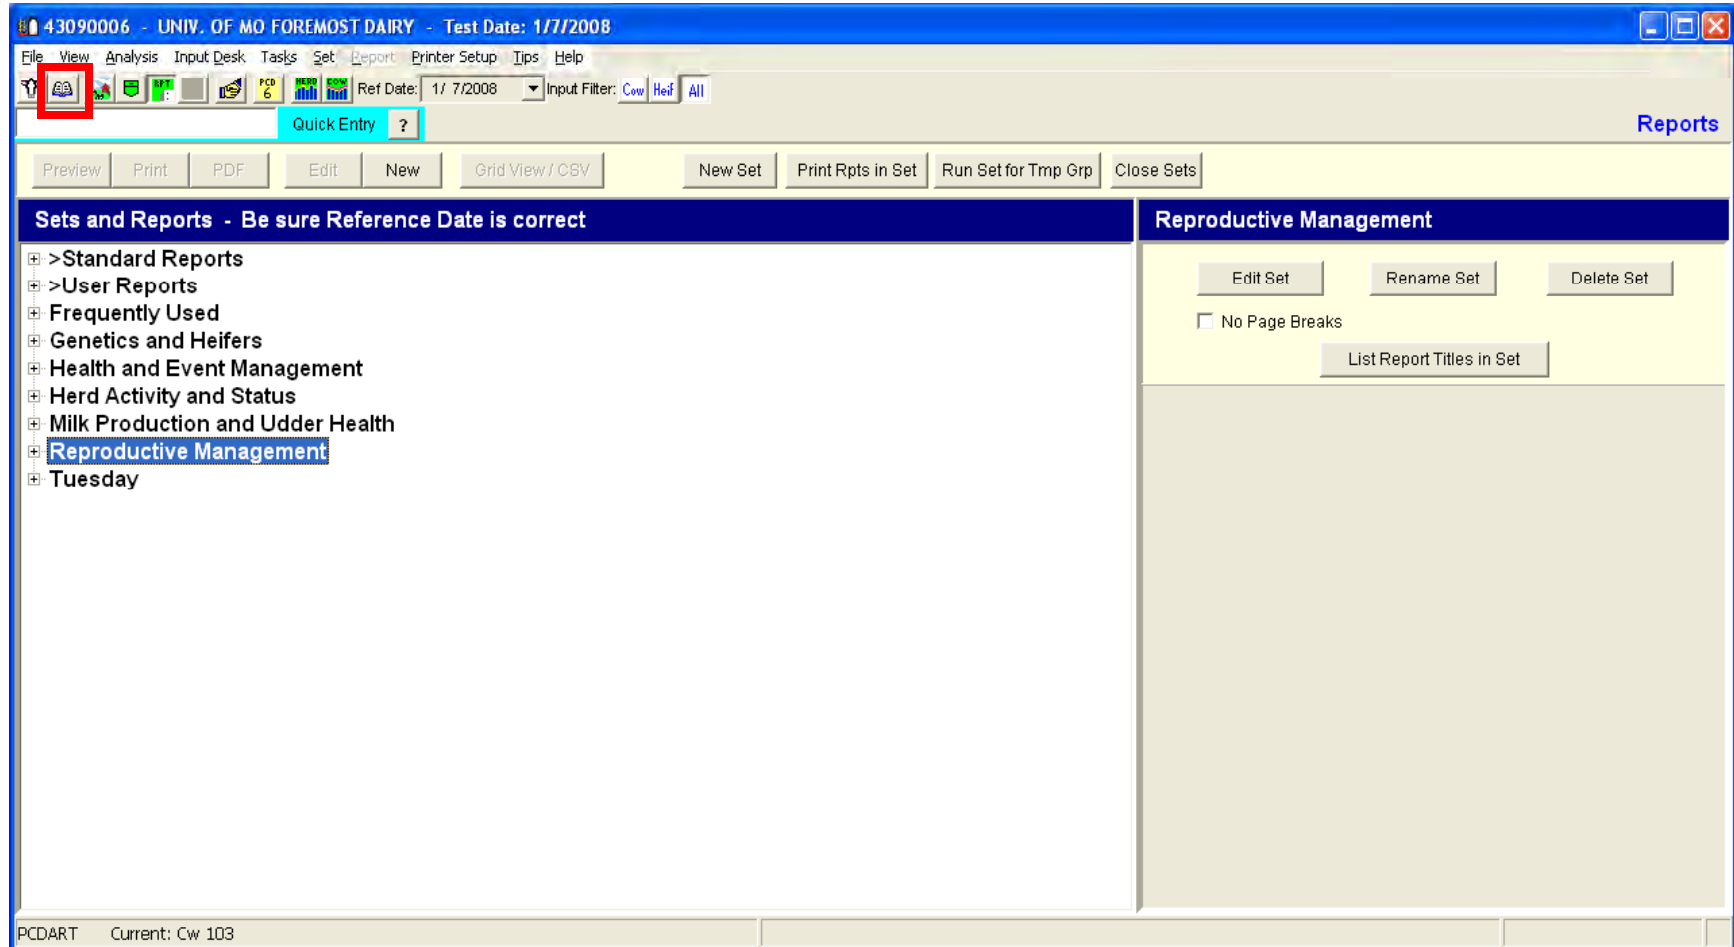 43090006 - UNIV. OF MO FOREMOST DAIRY - Test Date: 1/7/2008
File View Analysis Input Desk Tasks Set Report Printer Setup Tips Help
RPT PCD 6 HERD COW Ref Date: 1/ 7/2008 Input Filter: Cow Heif All
Quick Entry ? Reports
Preview Print PDF Edit New Grid View / CSV New Set Print Rpts in Set Run Set for Tmp Grp Close Sets
Sets and Reports - Be sure Reference Date is correct
>Standard Reports
>User Reports
Frequently Used
Genetics and Heifers
Health and Event Management
Herd Activity and Status
Milk Production and Udder Health
Reproductive Management
Tuesday
Reproductive Management
Edit Set Rename Set Delete Set
No Page Breaks
List Report Titles in Set
PCDART Current: Cw 103